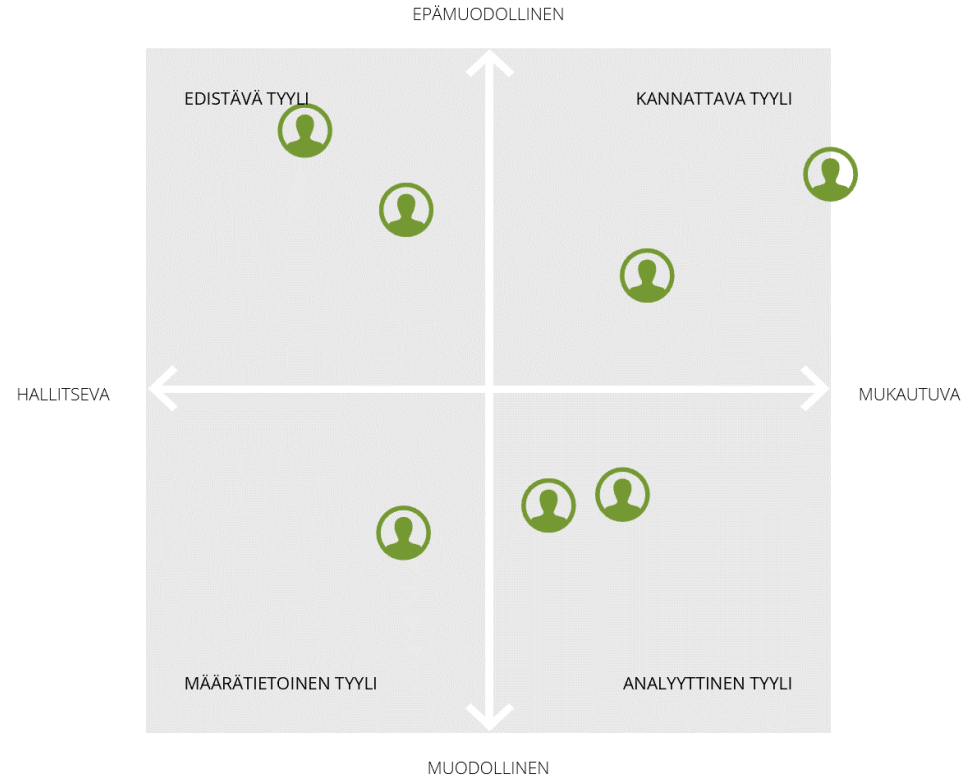 EPÄMUODOLLINEN
EDISTÄVÄ TYYLI
KANNATTAVA TYYLI
HALLITSEVA
MUKAUTUVA
MÄÄRÄTIETOINEN TYYLI
ANALYYTTINEN TYYLI
MUODOLLINEN